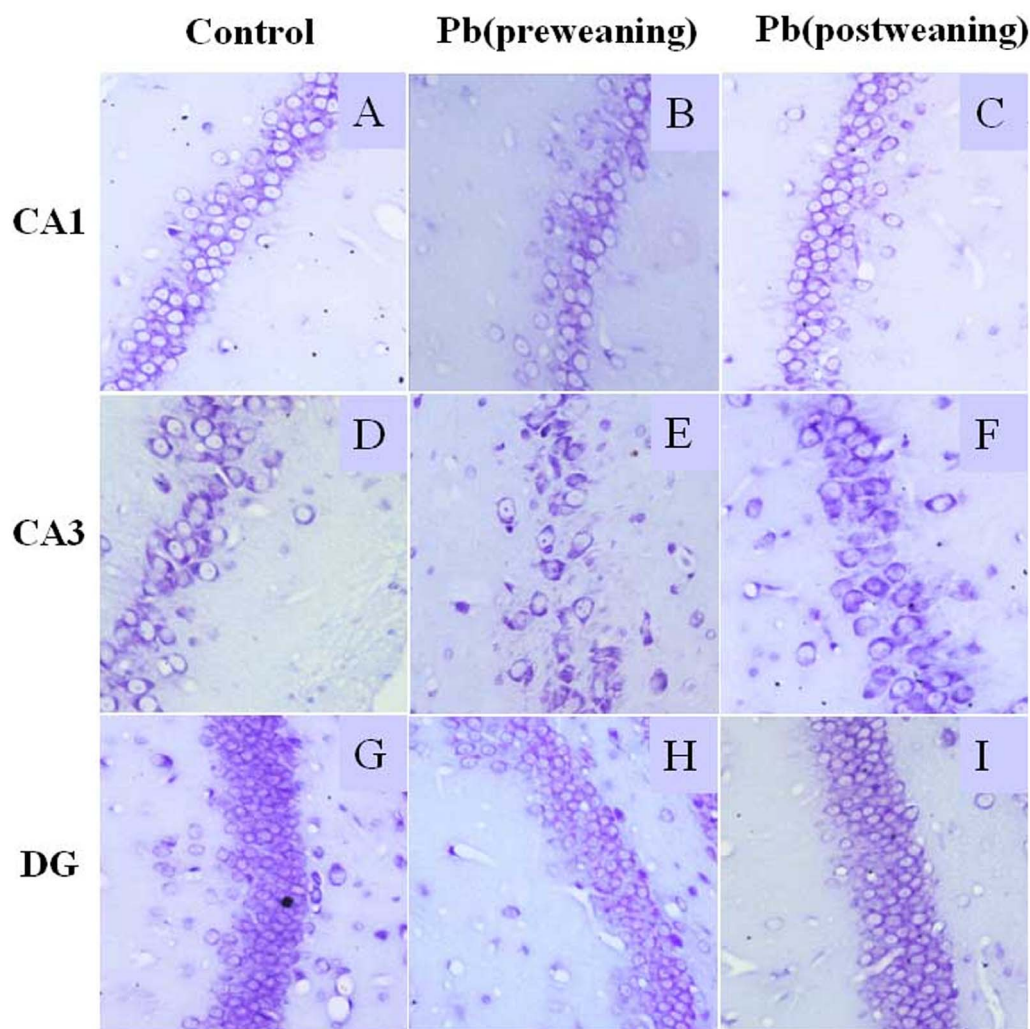 Control Pb(preweaning) Pb(postweaning)
A B C
CA1
D E F
CA3
G H I
DG